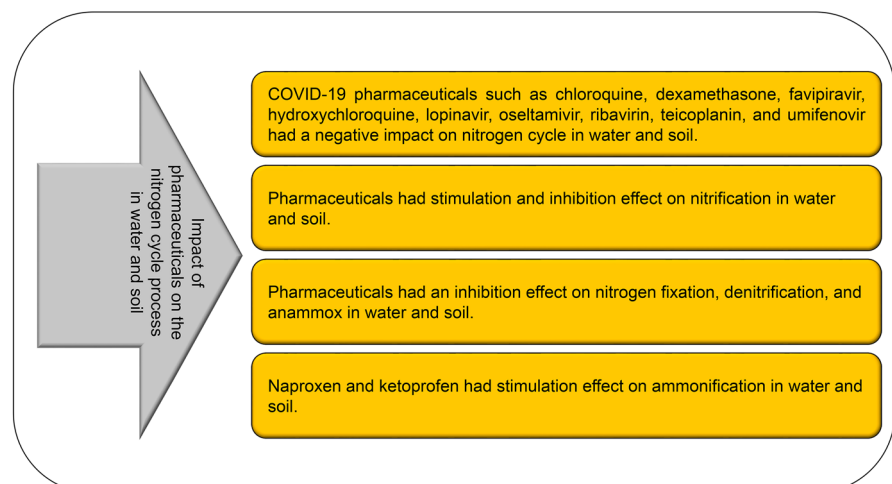 Impact of
pharmaceuticals on the
nitrogen cycle process
in water and soil
COVID-19 pharmaceuticals such as chloroquine, dexamethasone, favipiravir,
hydroxychloroquine, lopinavir, oseltamivir, ribavirin, teicoplanin, and umifenovir
had a negative impact on nitrogen cycle in water and soil.
Pharmaceuticals had stimulation and inhibition effect on nitrification in water
and soil.
Pharmaceuticals had an inhibition effect on nitrogen fixation, denitrification, and
anammox in water and soil.
Naproxen and ketoprofen had stimulation effect on ammonification in water and
soil.